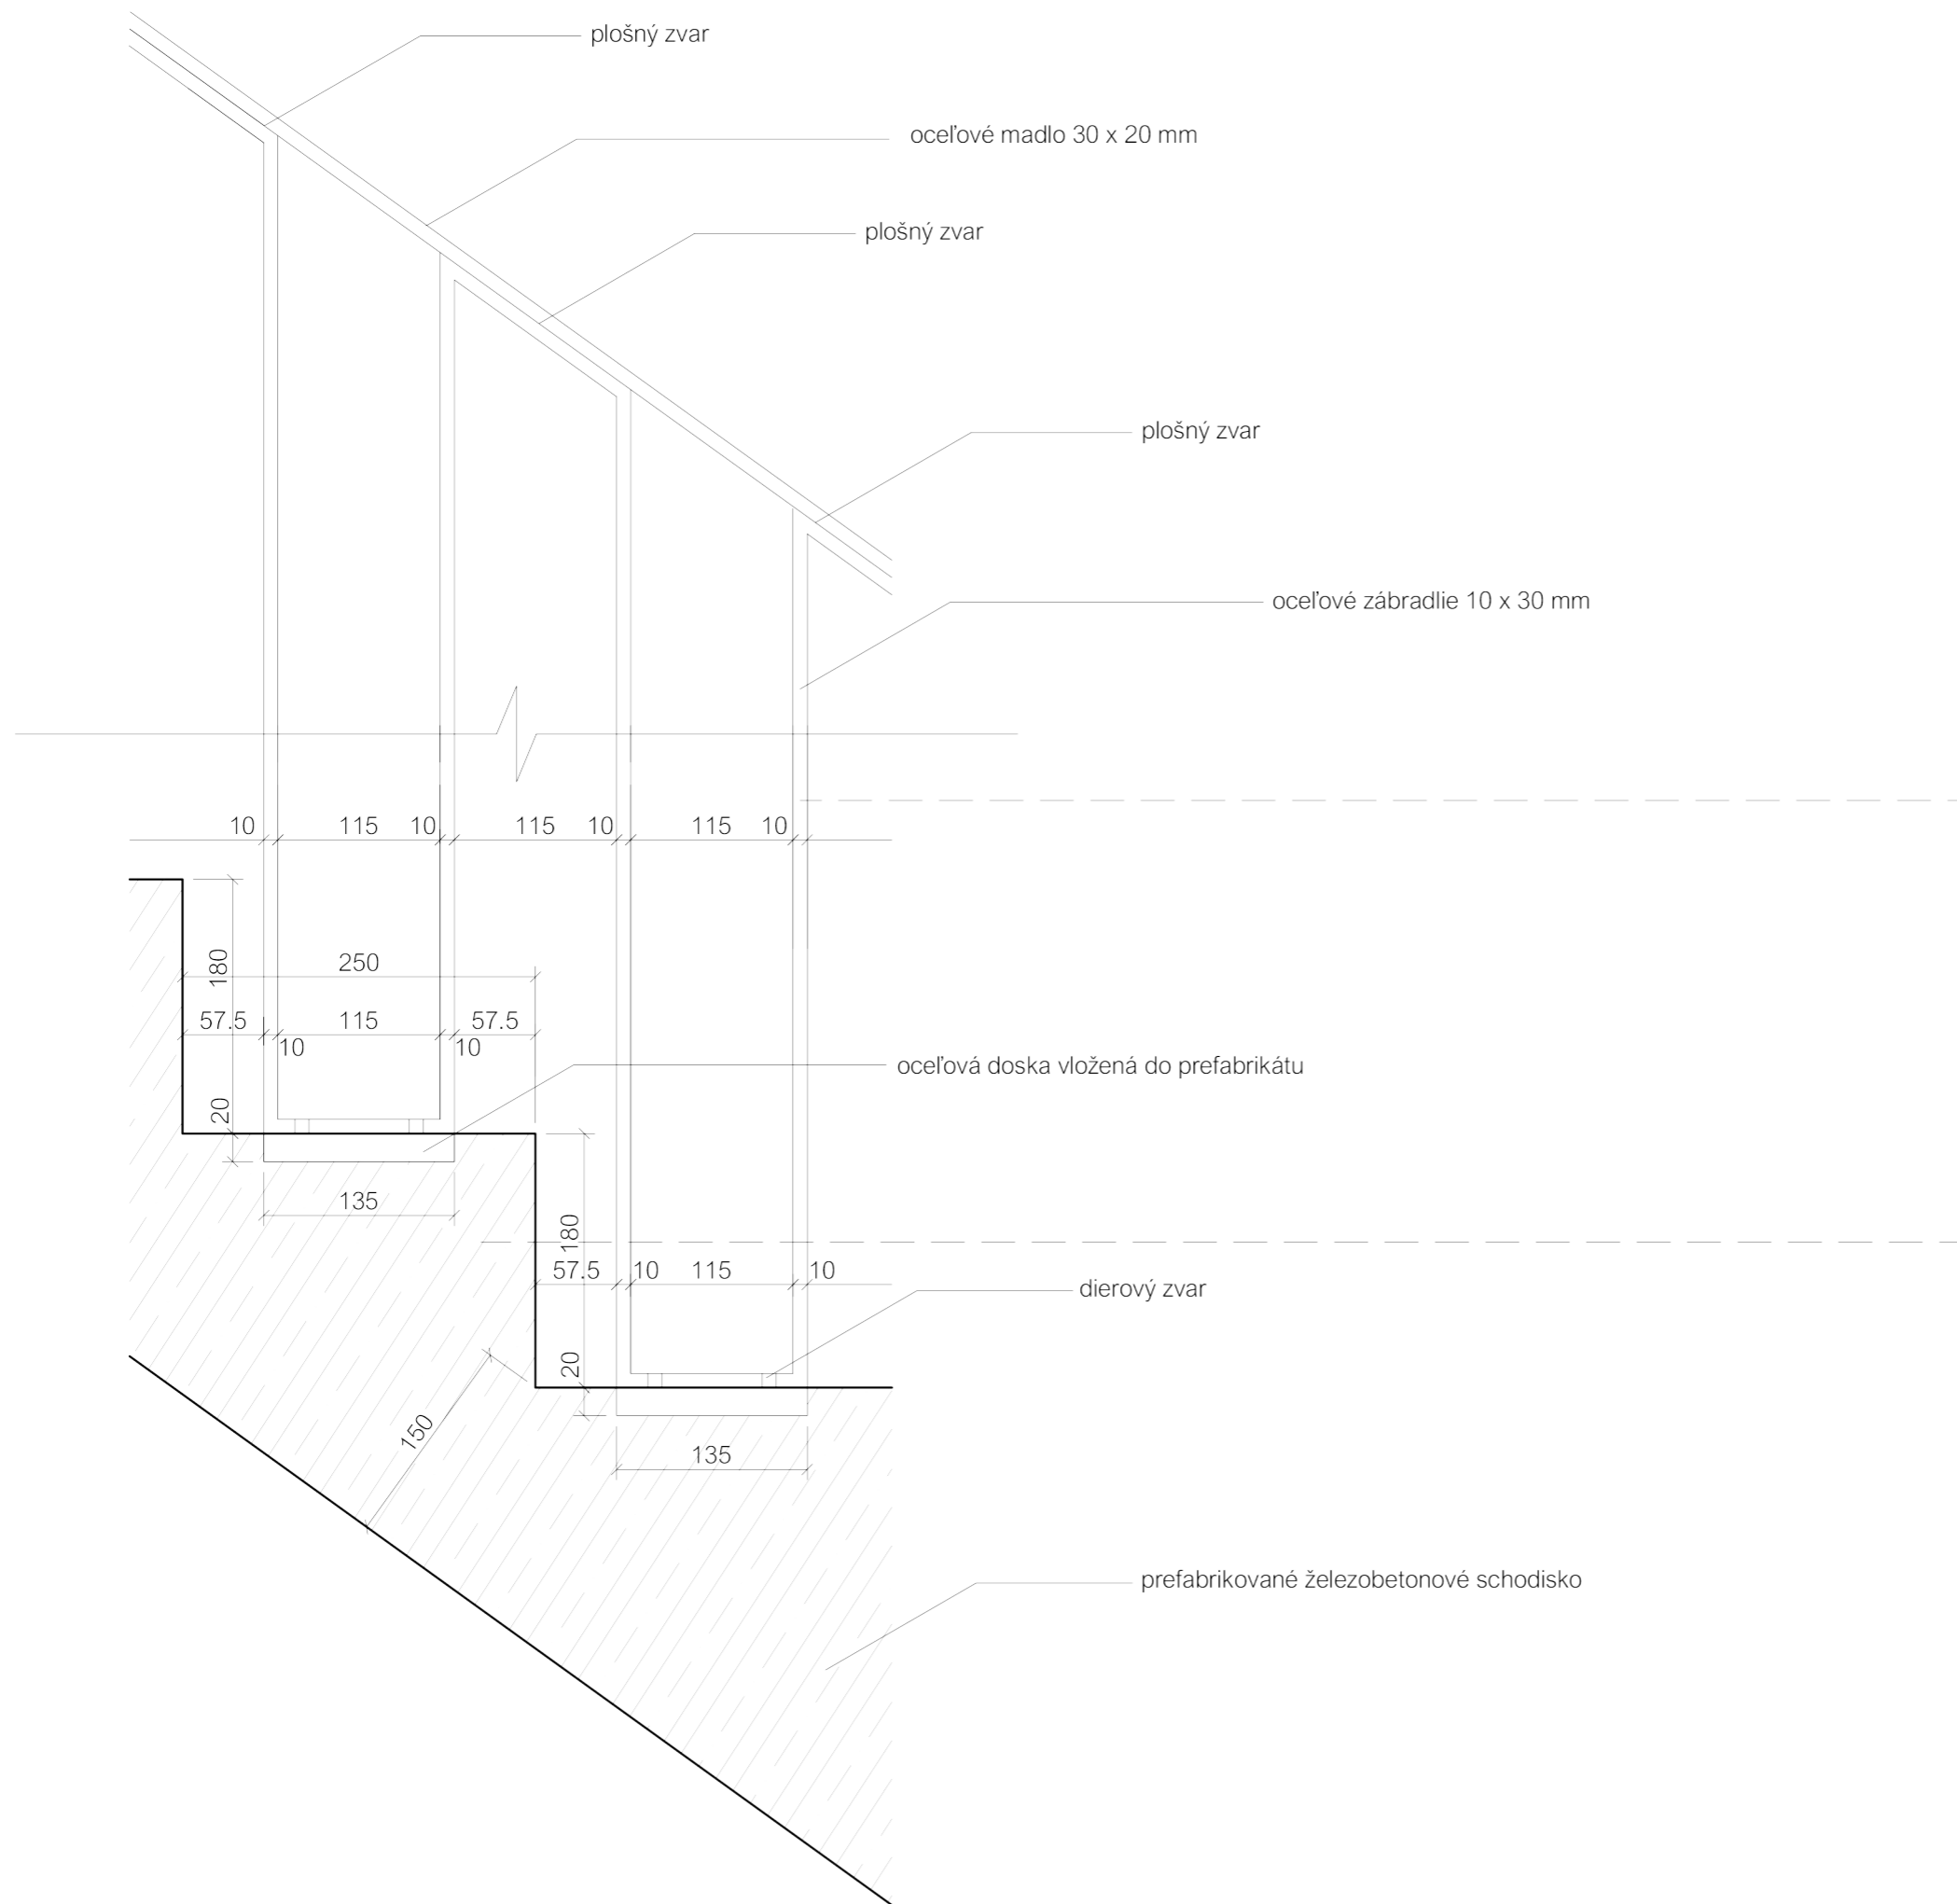 plošný zvar
oceľové madlo 30 x 20 mm
plošný zvar
plošný zvar
oceľové zábradlie 10 x 30 mm
10 115 10 115 10 115 10
180
250
57.5 115 57.5
10 10
oceľová doska vložená do prefabrikátu
20
135
180
57.5 10 115 10
dierový zvar
20
150
135
prefabrikované železobetonové schodisko